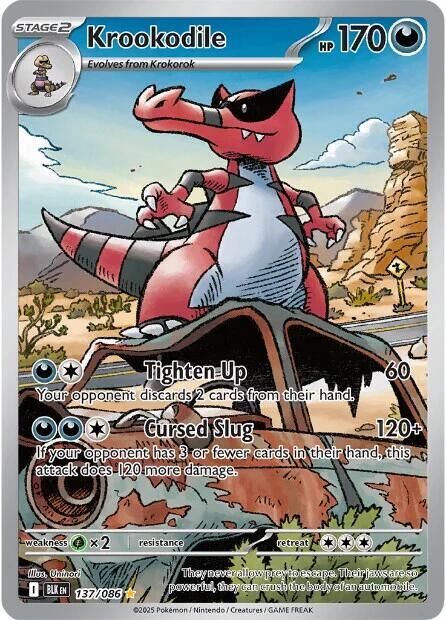 STAGE2 Krookodile HP 170
Evolves from Krokorok
Tighten Up 60
Your opponent discards 2 cards from their hand.
Cursed Slug 120+
If your opponent has 3 or fewer cards in their hand, this
attack does 120 more damage.
weakness ×2 resistance retreat
Illus. Uninori
They never allow prey to escape. Their jaws are so
powerful, they can crush the body of an automobile.
I BLK EN 137/086
©2025 Pokémon / Nintendo / Creatures / GAME FREAK